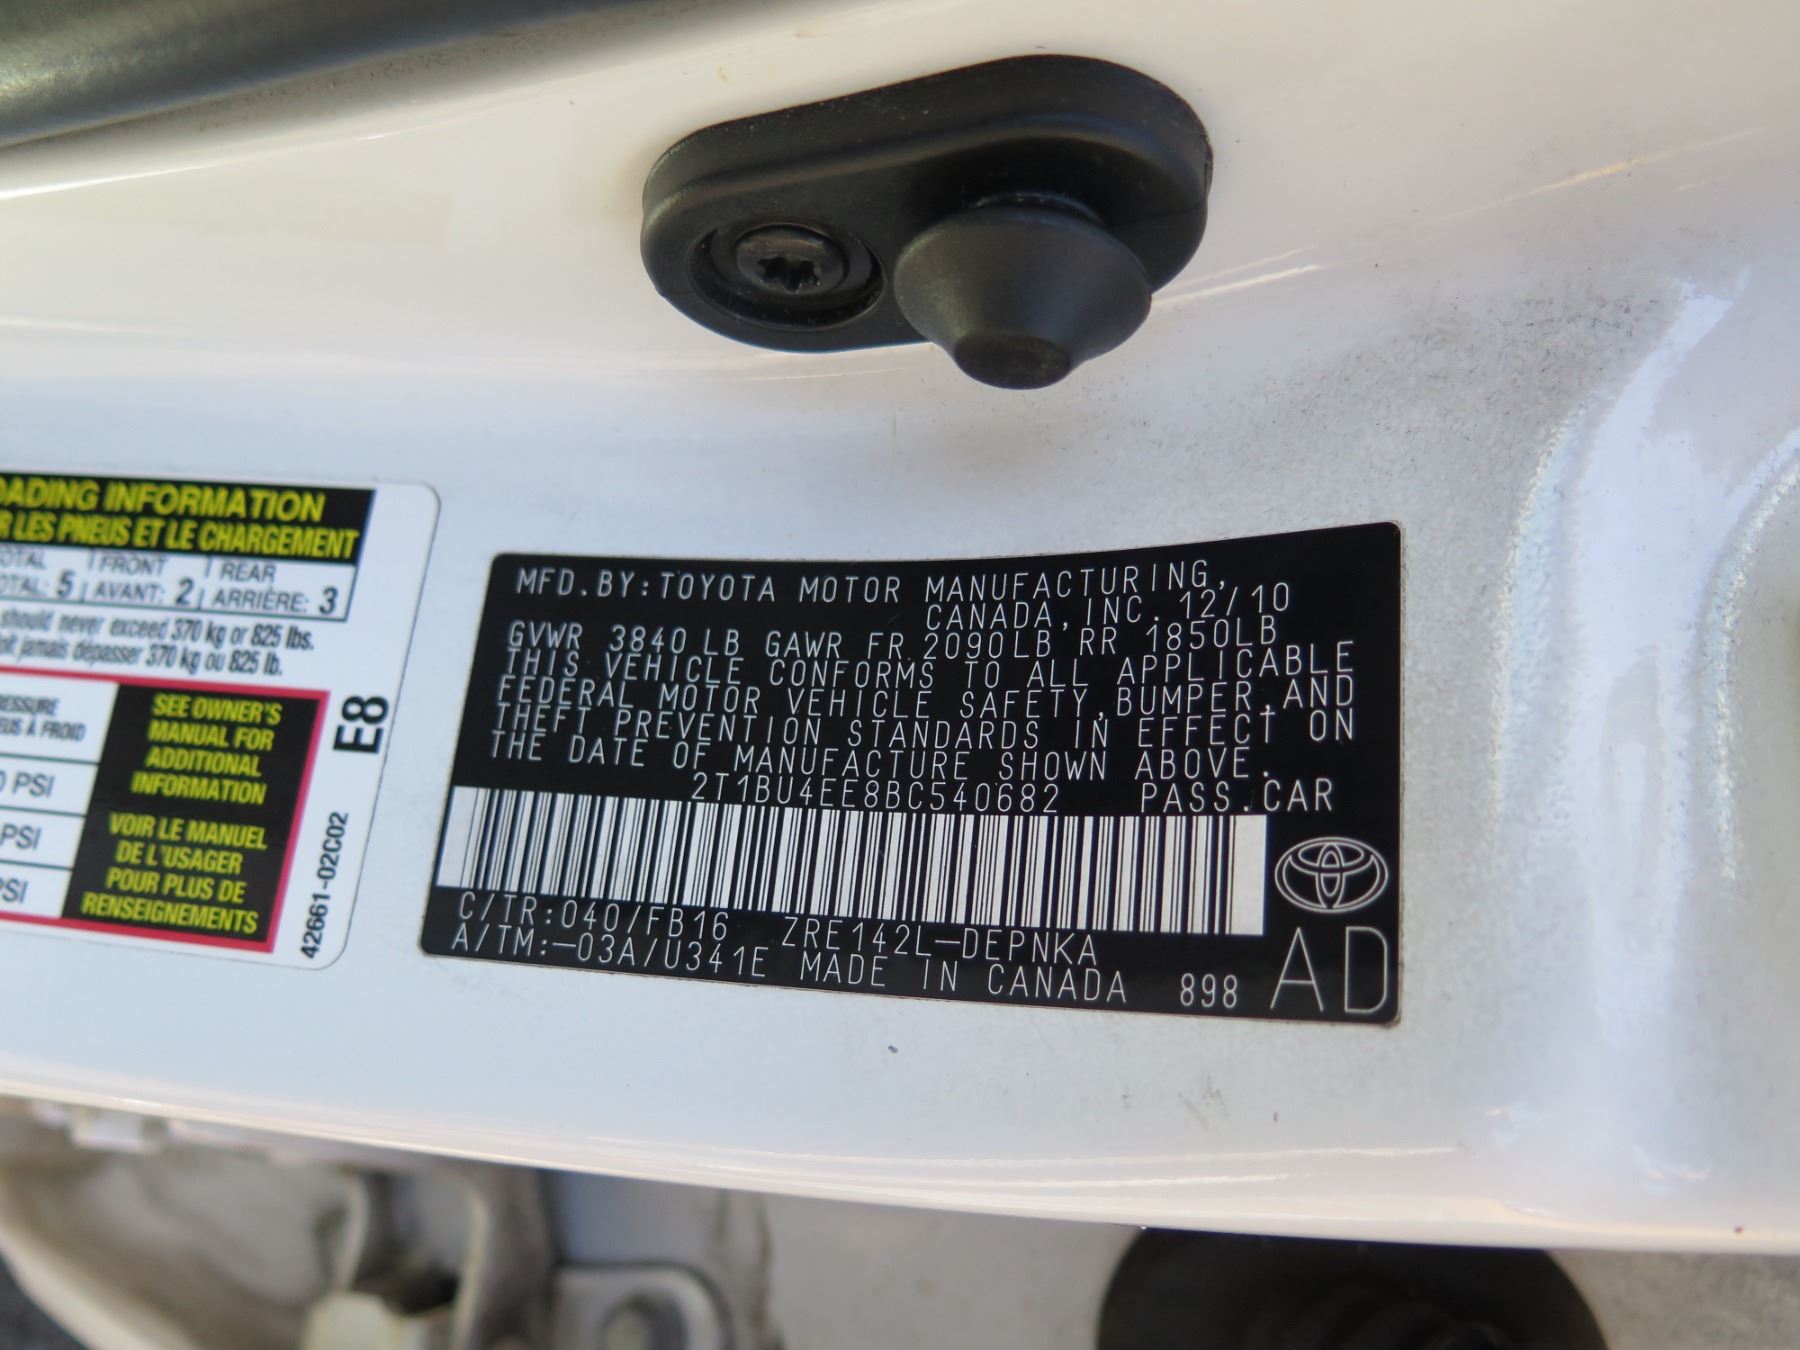 LOADING INFORMATION
R LES PNEUS ET LE CHARGEMENT
TOTAL FRONT REAR
TOTAL: 5 AVANT: 2 ARRIÈRE: 3
should never exceed 370 kg or 825 lbs.
jamais dépasser 370 kg ou 825 lb.
SEE OWNER'S
MANUAL FOR
ADDITIONAL
INFORMATION
VOIR LE MANUEL
DE L'USAGER
POUR PLUS DE
RENSEIGNEMENTS
À FROID
0 PSI
PSI
PSI
E8
42661-02C02
MFD.BY:TOYOTA MOTOR MANUFACTURING,
CANADA,INC. 12/10
GVWR 3840LB GAWR FR 2090LB RR 1850LB
THIS VEHICLE CONFORMS TO ALL APPLICABLE
FEDERAL MOTOR VEHICLE SAFETY,BUMPER,AND
THEFT PREVENTION STANDARDS IN EFFECT ON
THE DATE OF MANUFACTURE SHOWN ABOVE.
2T1BU4EE8BC540682 PASS.CAR
C/TR:040/FB16 ZRE142L-DEPNKA
A/TM:-03A/U341E MADE IN CANADA 898 AD